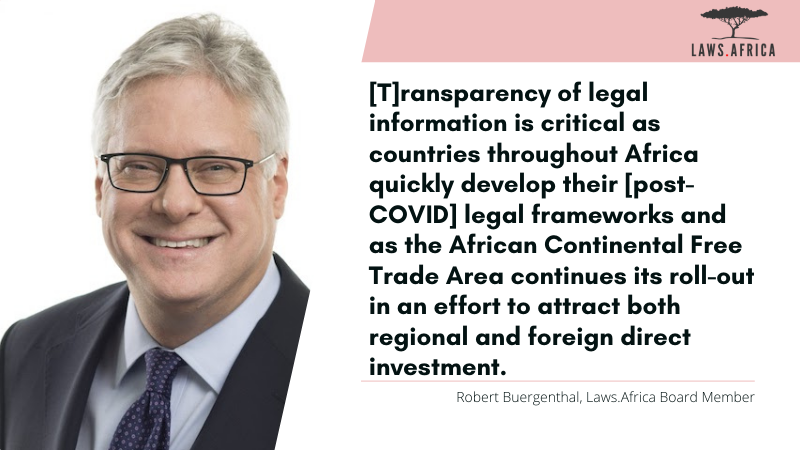 LAWS.AFRICA
[T]ransparency of legal
information is critical as
countries throughout Africa
quickly develop their [post-
COVID] legal frameworks and
as the African Continental Free
Trade Area continues its roll-out
in an effort to attract both
regional and foreign direct
investment.
Robert Buergenthal, Laws.Africa Board Member